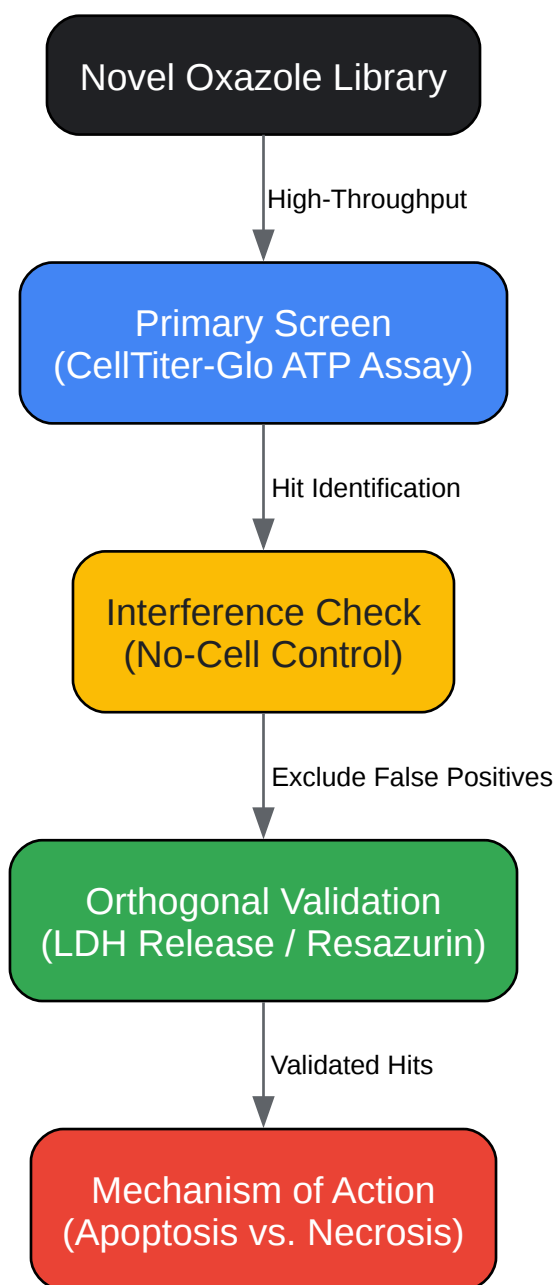 Novel Oxazole Library
High-Throughput
Primary Screen
(CellTiter-Glo ATP Assay)
Hit Identification
Interference Check
(No-Cell Control)
Exclude False Positives
Orthogonal Validation
(LDH Release / Resazurin)
Validated Hits
Mechanism of Action
(Apoptosis vs. Necrosis)